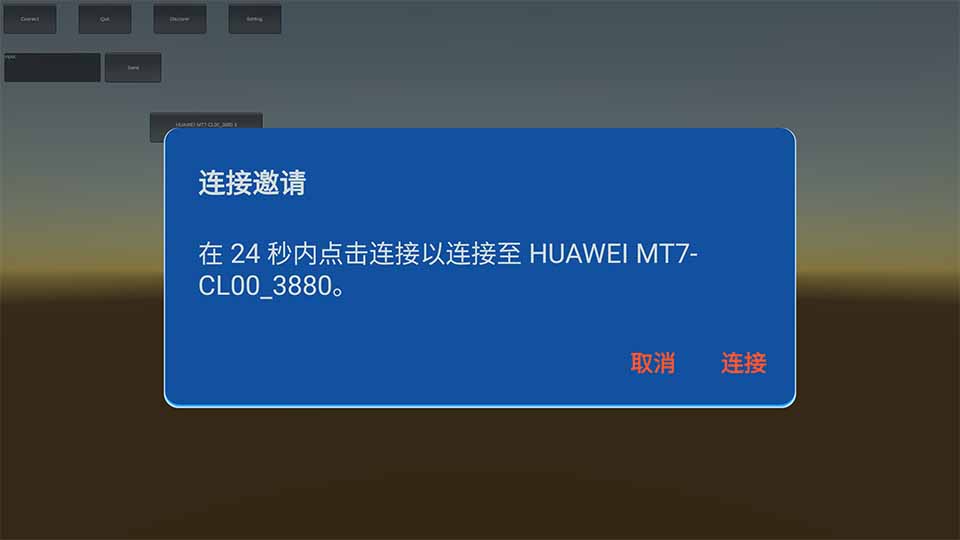 Connect
Quit
Discover
Setting
input
Send
HUAWEI MT7-CL00_3880 3
连接邀请
在 24 秒内点击连接以连接至 HUAWEI MT7-
CL00_3880。
取消
连接